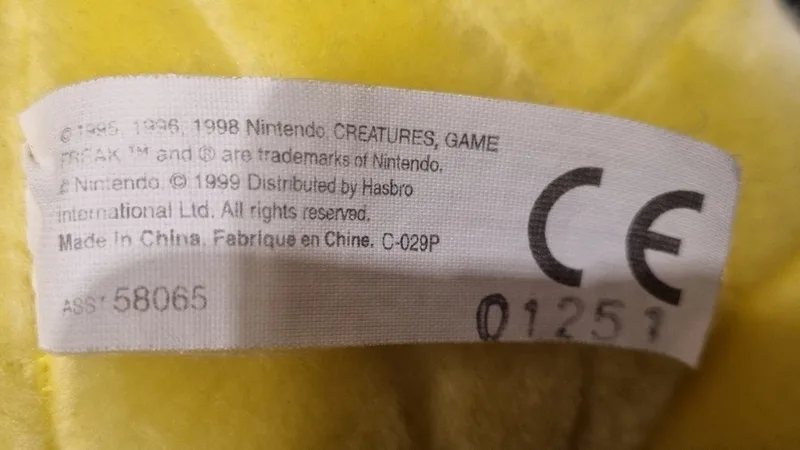 © 1995, 1996, 1998 Nintendo, CREATURES, GAME
FREAK ™ and ® are trademarks of Nintendo.
Nintendo. © 1999 Distributed by Hasbro
International Ltd. All rights reserved.
Made in China. Fabriqué en Chine. C-029P
ASST 58065
CE
01251